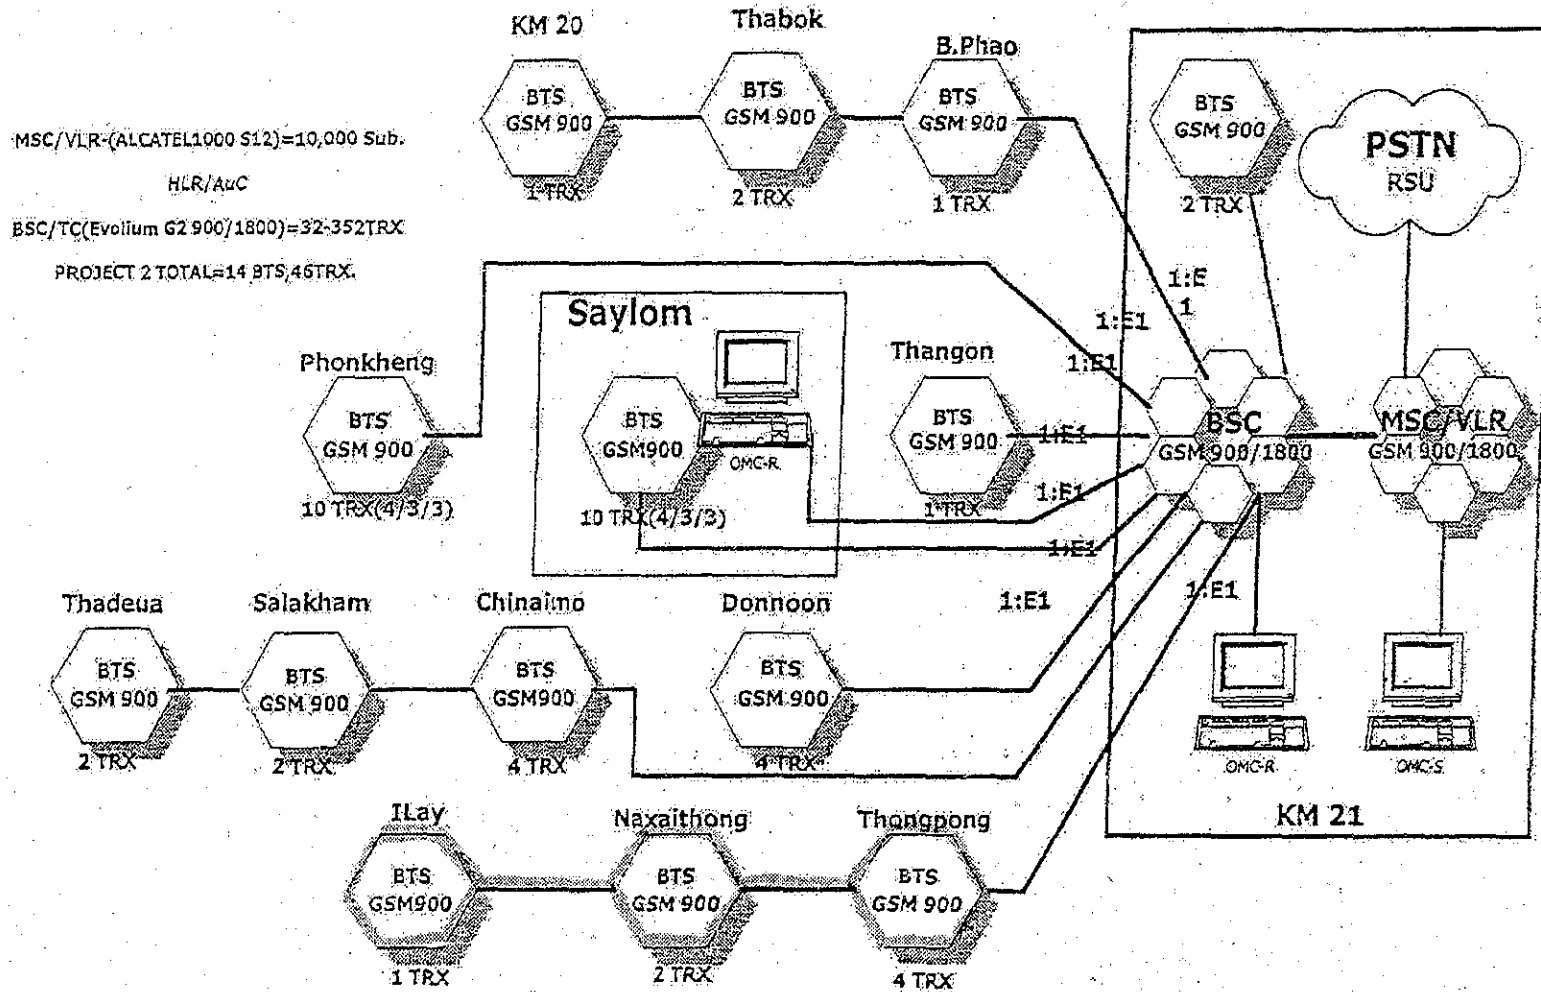 KM 20
Thabok
B.Phao
BTS
GSM 900
1 TRX
BTS
GSM 900
2 TRX
BTS
GSM 900
1 TRX
BTS
GSM 900
2 TRX
PSTN
RSU
MSC/VLR-(ALCATEL1000 S12)=10,000 Sub.
HLR/AuC
BSC/TC(Evolium G2 900/1800)=32-352TRX
PROJECT 2 TOTAL=14 BTS,46TRX.
1:E
1
1:E1
1:E1
1:E1
1:E1
1:E1
1:E1
1:E1
Phonkheng
BTS
GSM 900
10 TRX(4/3/3)
Saylom
BTS
GSM900
OMC-R
10 TRX(4/3/3)
Thangon
BTS
GSM 900
1 TRX
BSC
GSM 900/1800
MSC/VLR
GSM 900/1800
Thadeua
BTS
GSM 900
2 TRX
Salakham
BTS
GSM 900
2 TRX
Chinaimo
BTS
GSM900
4 TRX
Donnoon
BTS
GSM 900
4 TRX
OMC-R
OMC-S
KM 21
ILay
BTS
GSM900
1 TRX
Naxaithong
BTS
GSM 900
2 TRX
Thongpong
BTS
GSM 900
4 TRX